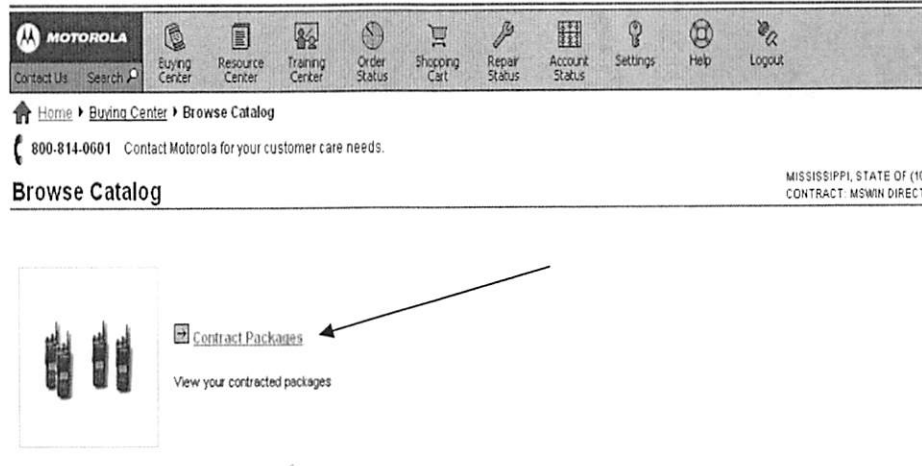 MOTOROLA
Contact Us Search
Buying Center
Resource Center
Training Center
Order Status
Shopping Cart
Repair Status
Account Status
Settings
Help
Logout
Home Buying Center Browse Catalog
800-814-0601 Contact Motorola for your customer care needs.
Browse Catalog
MISSISSIPPI, STATE OF (10
CONTRACT: MSWIN DIRECT
Contract Packages
View your contracted packages